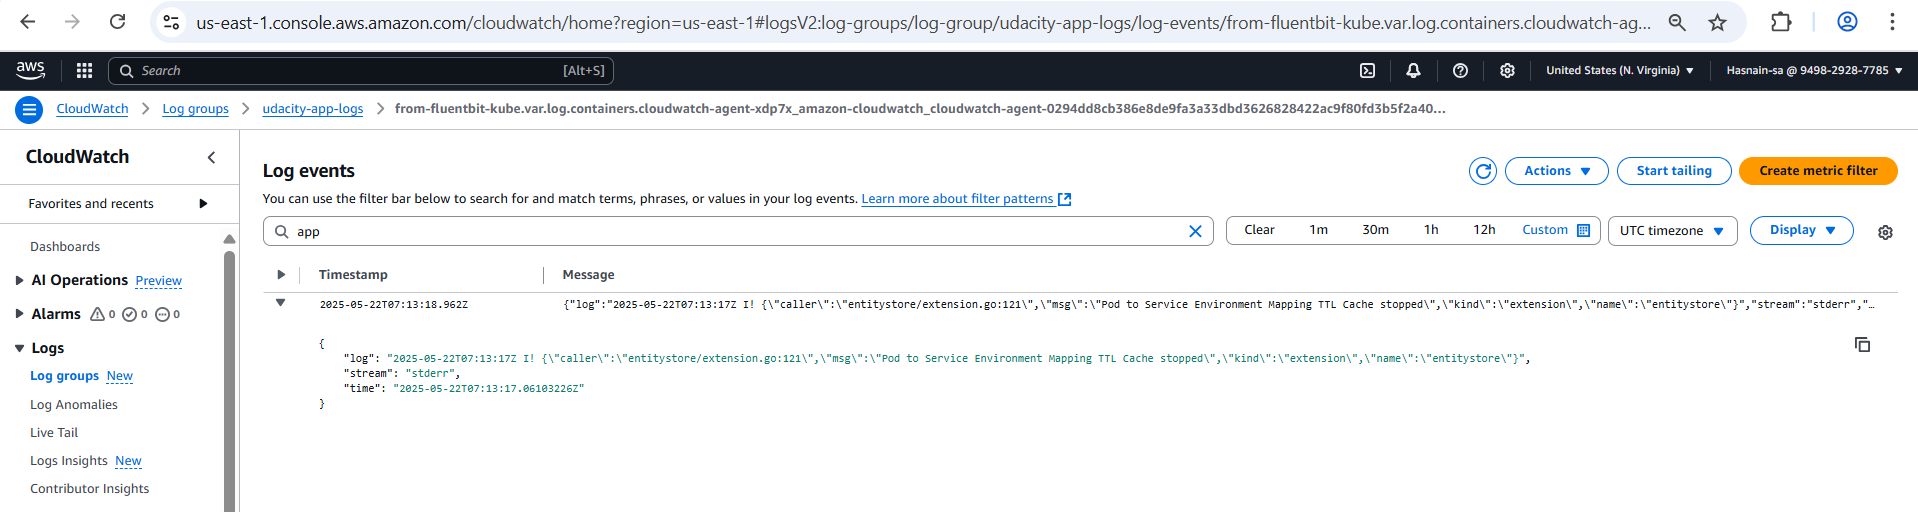 us-east-1.console.aws.amazon.com/cloudwatch/home?region=us-east-1#logsV2:log-groups/log-group/udacity-app-logs/log-events/from-fluentbit-kube.var.log.containers.cloudwatch-ag...
aws Search [Alt+S] United States (N. Virginia) Hasnain-sa @ 9498-2928-7785
CloudWatch Log groups udacity-app-logs from-fluentbit-kube.var.log.containers.cloudwatch-agent-xdp7x_amazon-cloudwatch_cloudwatch-agent-0294dd8cb386e8de9fa3a33dbd3626828422ac9f80fd3b5f2a40...
CloudWatch
Favorites and recents
Dashboards
AI Operations Preview
Alarms 0 0 0
Logs
Log groups New
Log Anomalies
Live Tail
Logs Insights New
Contributor Insights
Log events
Actions Start tailing Create metric filter
You can use the filter bar below to search for and match terms, phrases, or values in your log events. Learn more about filter patterns
app Clear 1m 30m 1h 12h Custom UTC timezone Display
Timestamp Message
2025-05-22T07:13:18.962Z {"log":"2025-05-22T07:13:17Z I! {\"caller\":\"entitystore/extension.go:121\",\"msg\":\"Pod to Service Environment Mapping TTL Cache stopped\",\"kind\":\"extension\",\"name\":\"entitystore\"}","stream":"stderr","...
{
"log": "2025-05-22T07:13:17Z I! {\"caller\":\"entitystore/extension.go:121\",\"msg\":\"Pod to Service Environment Mapping TTL Cache stopped\",\"kind\":\"extension\",\"name\":\"entitystore\"}",
"stream": "stderr",
"time": "2025-05-22T07:13:17.06103226Z"
}